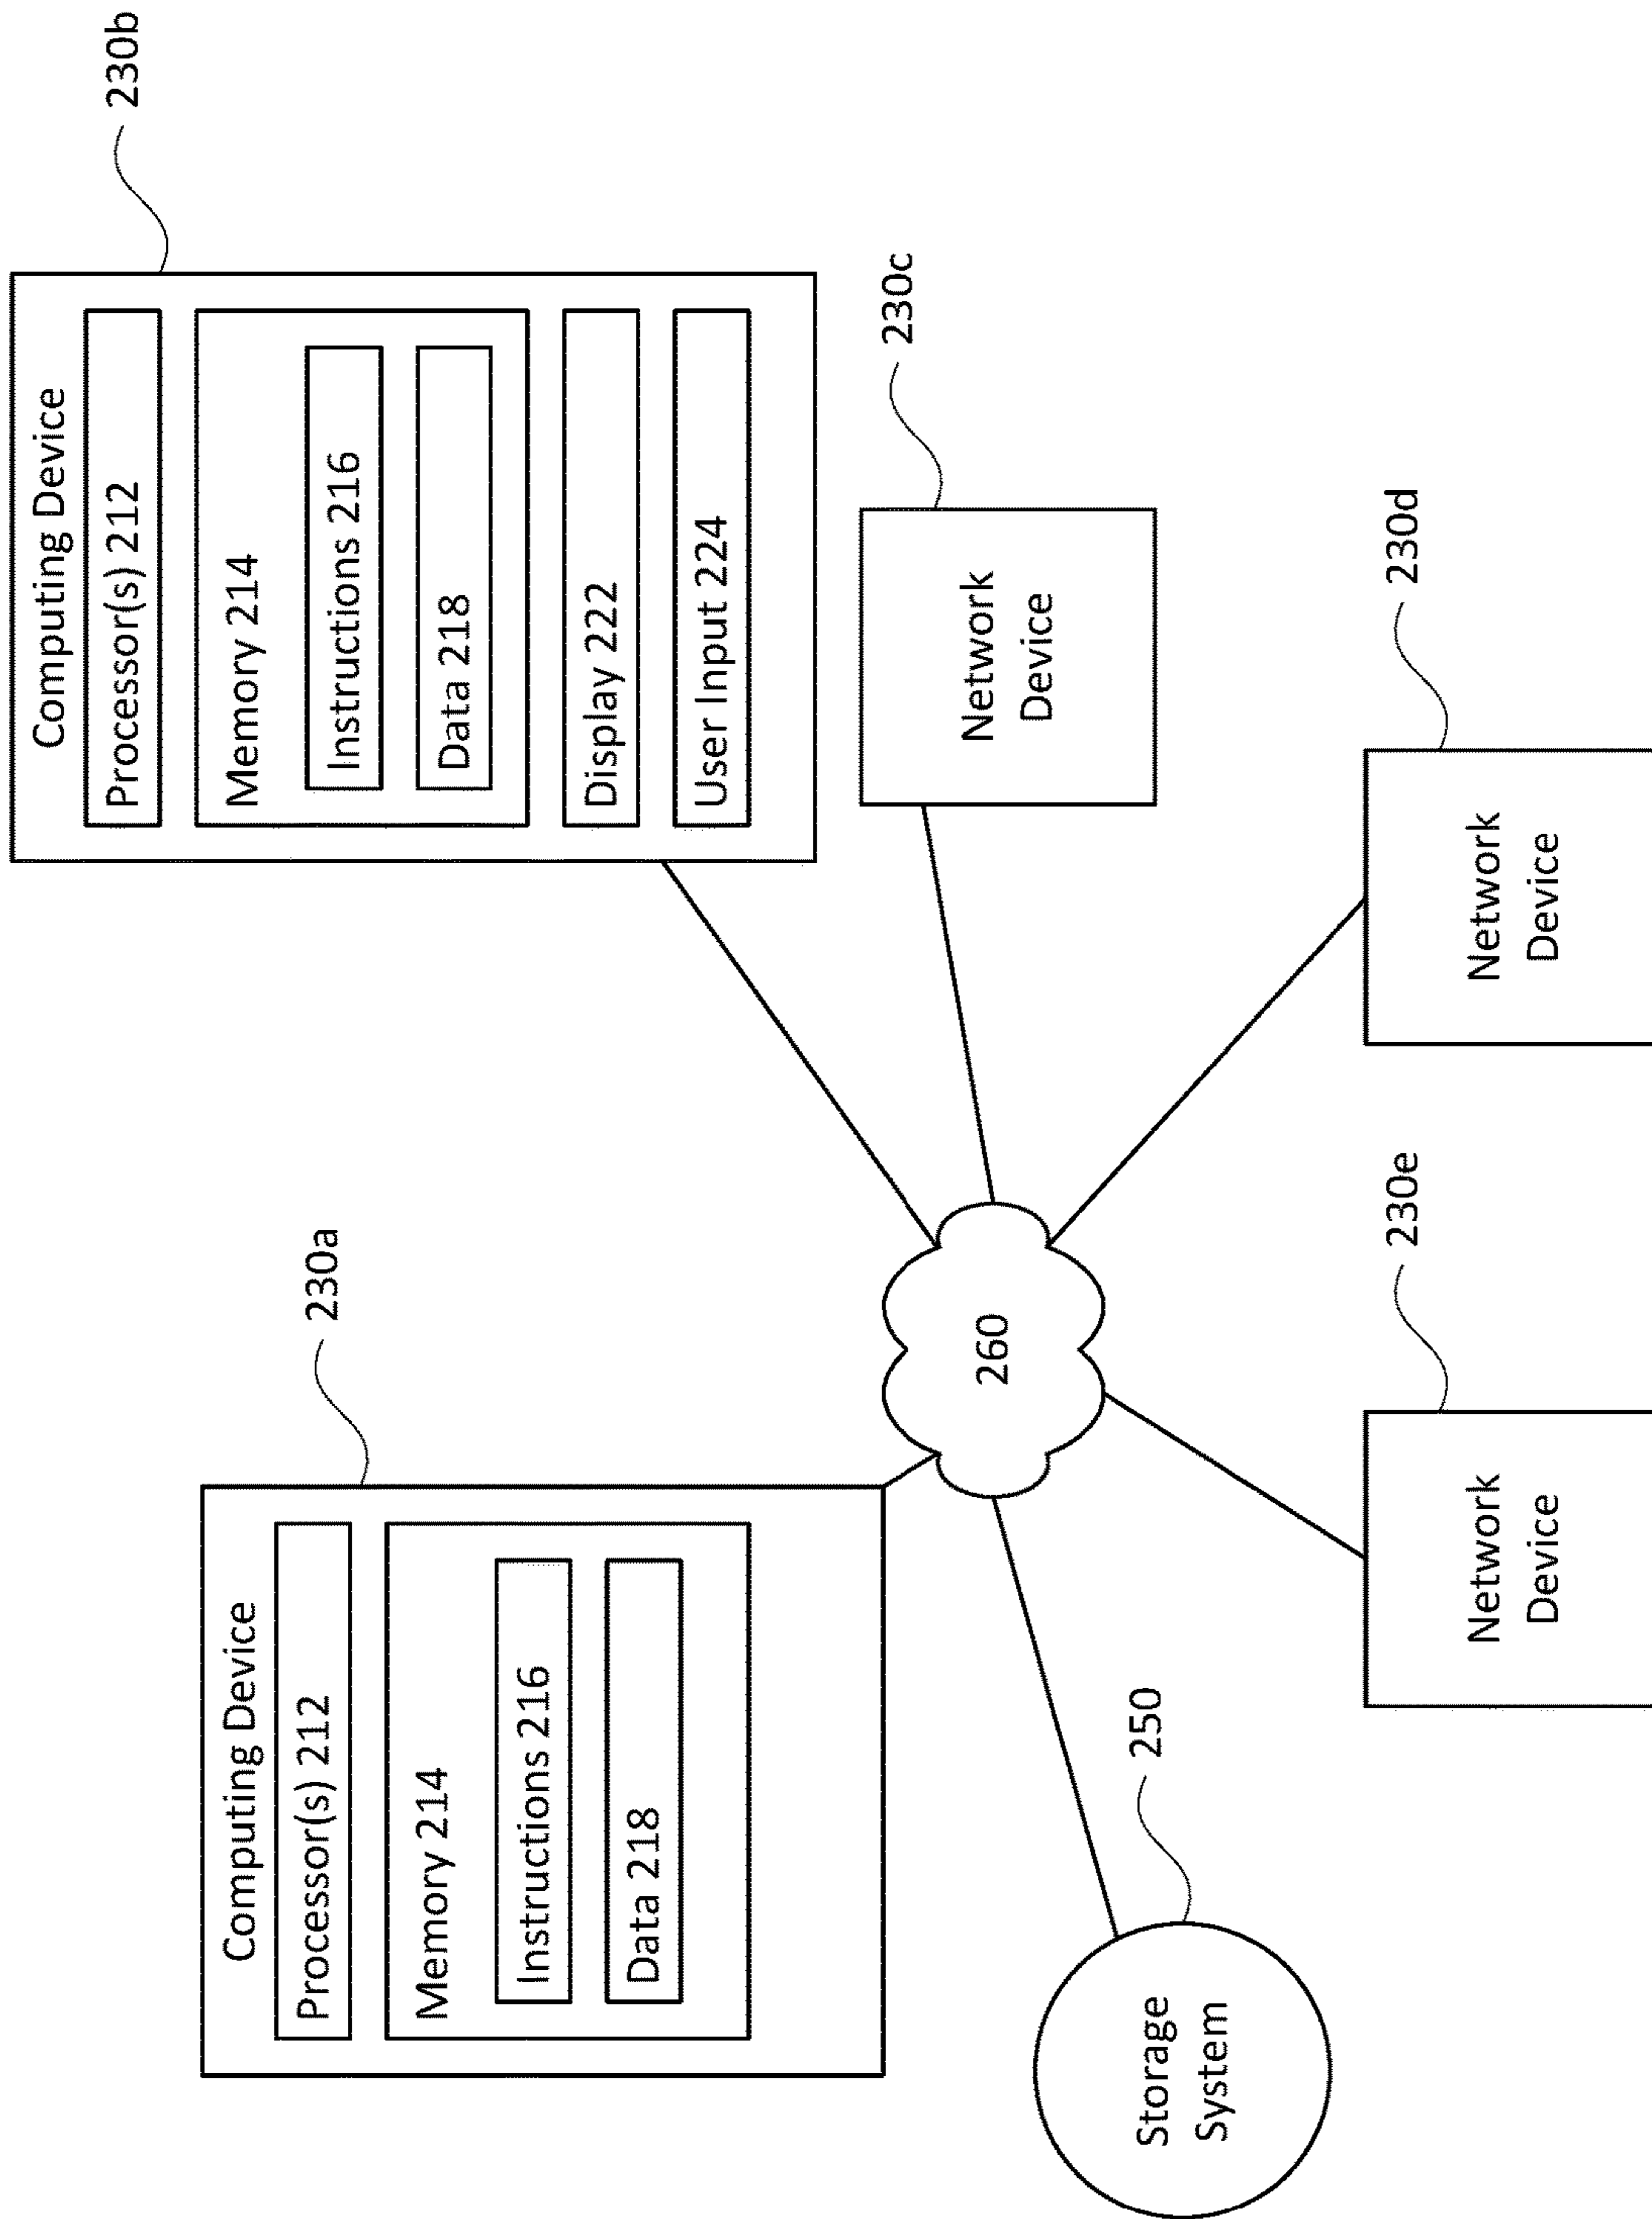 230a
Computing Device
Processor(s) 212
Memory 214
Instructions 216
Data 218
230b
Computing Device
Processor(s) 212
Memory 214
Instructions 216
Data 218
Display 222
User Input 224
230c
Network
Device
260
250
Storage
System
230e
Network
Device
230d
Network
Device